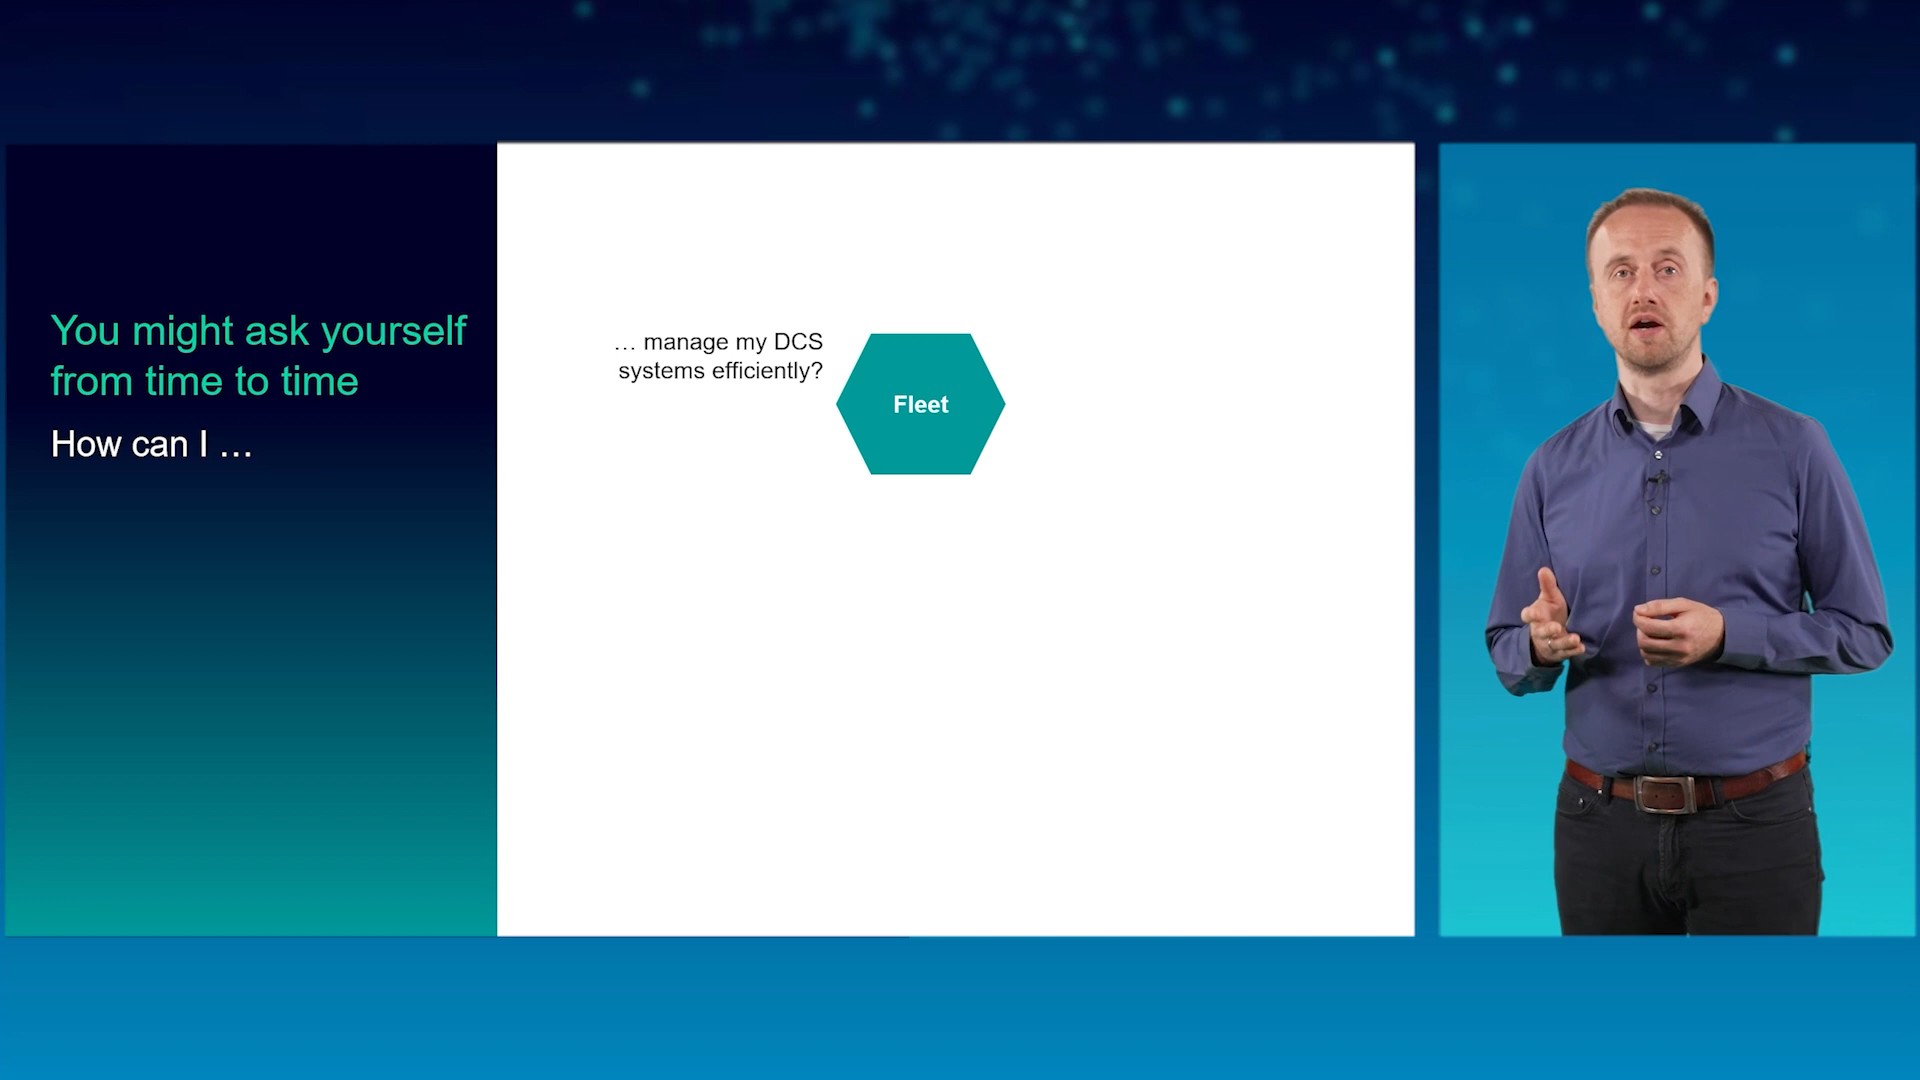 You might ask yourself
from time to time
How can I …
… manage my DCS
systems efficiently?
Fleet